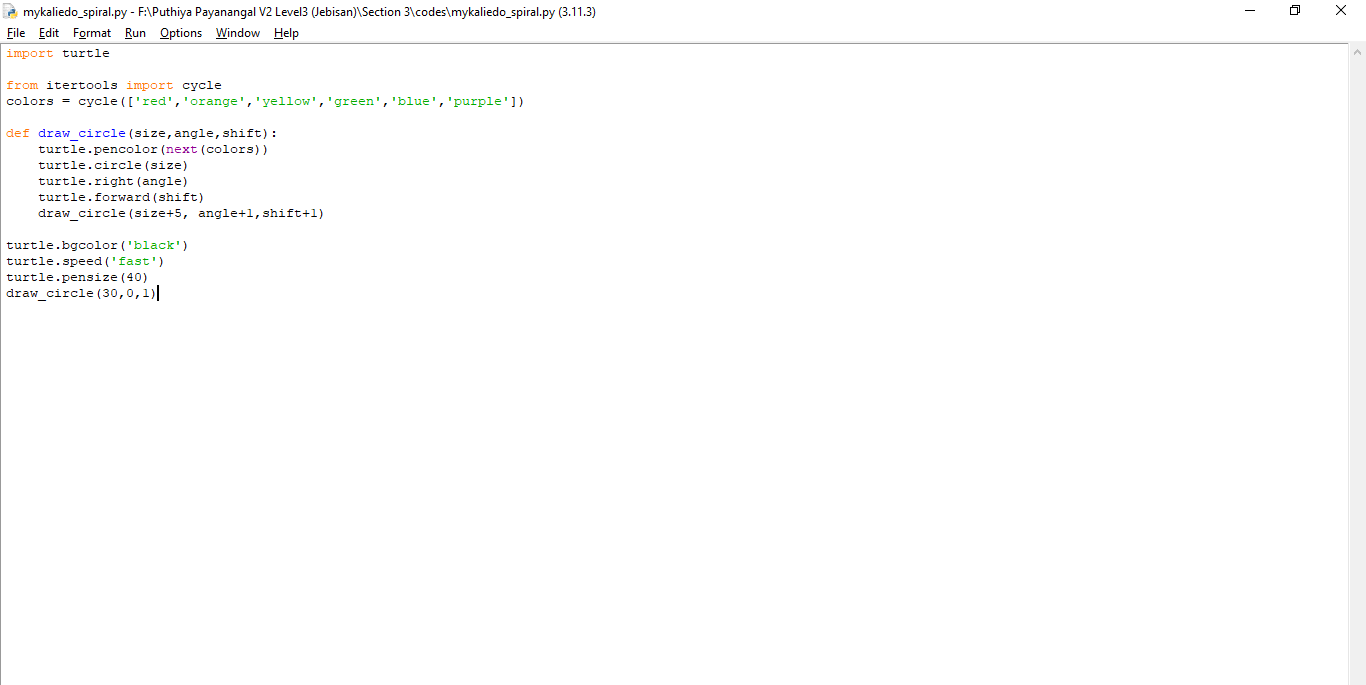 mykaliedo_spiral.py - F:\Puthiya Payanangal V2 Level3 (Jebisan)\Section 3\codes\mykaliedo_spiral.py (3.11.3)
File Edit Format Run Options Window Help
import turtle
from itertools import cycle
colors = cycle(['red','orange','yellow','green','blue','purple'])
def draw_circle(size,angle,shift):
    turtle.pencolor(next(colors))
    turtle.circle(size)
    turtle.right(angle)
    turtle.forward(shift)
    draw_circle(size+5, angle+1,shift+1)
turtle.bgcolor('black')
turtle.speed('fast')
turtle.pensize(40)
draw_circle(30,0,1)